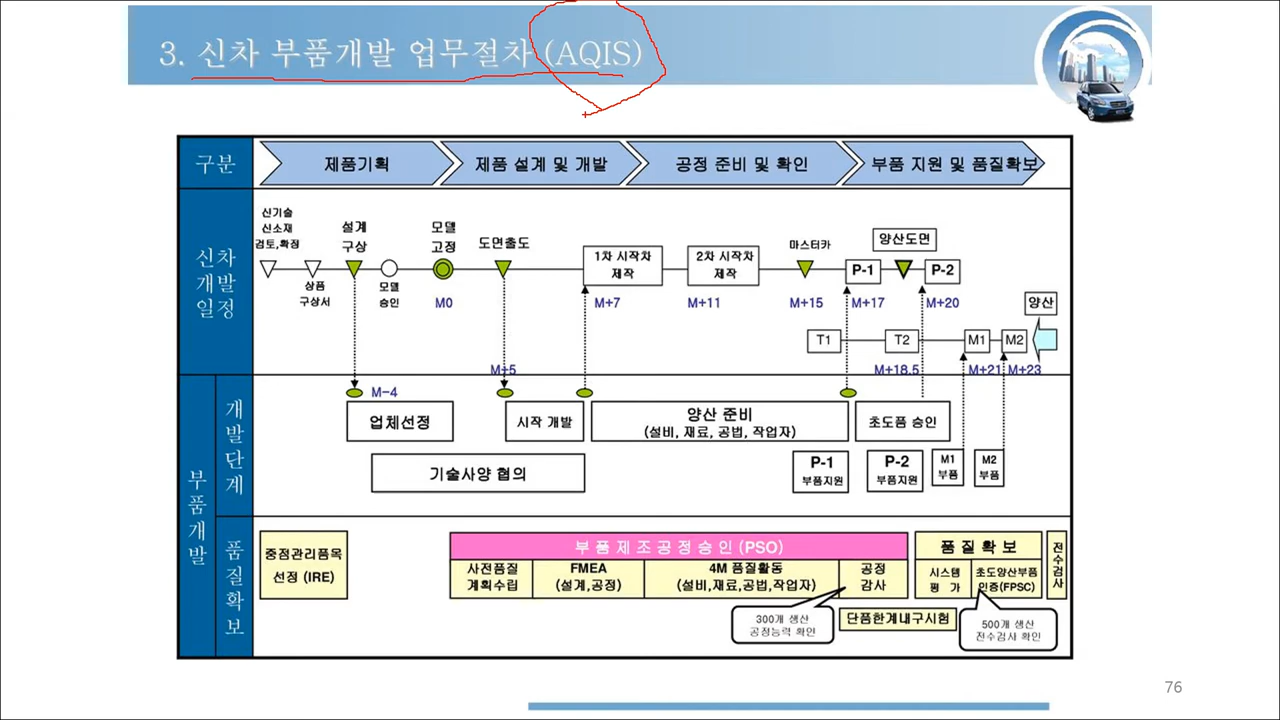 3. 신차 부품개발 업무절차 (AQIS)
구분
제품기획
제품 설계 및 개발
공정 준비 및 확인
부품 지원 및 품질확보
신차
개발
일정
신기술
신소재
검토,확정
상품
구상서
설계
구상
모델
승인
모델
고정
M0
도면출도
1차 시작차
제작
M+7
2차 시작차
제작
M+11
마스터카
M+15
P-1
M+17
양산도면
P-2
M+20
양산
T1
T2
M1
M2
M+5
M+18.5
M+21
M+23
부품개발
개발단계
M-4
업체선정
시작 개발
양산 준비
(설비, 재료, 공법, 작업자)
초도품 승인
기술사양 협의
P-1
부품지원
P-2
부품지원
M1
부품
M2
부품
품질확보
중점관리품목
선정 (IRE)
부 품 제 조 공 정 승 인 (PSO)
사전품질
계획수립
FMEA
(설계,공정)
4M 품질활동
(설비,재료,공법,작업자)
공정
감사
품 질 확 보
시스템
평 가
초도양산부품
인증(FPSC)
전수검사
300개 생산
공정능력 확인
단품한계내구시험
500개 생산
전수검사 확인
76